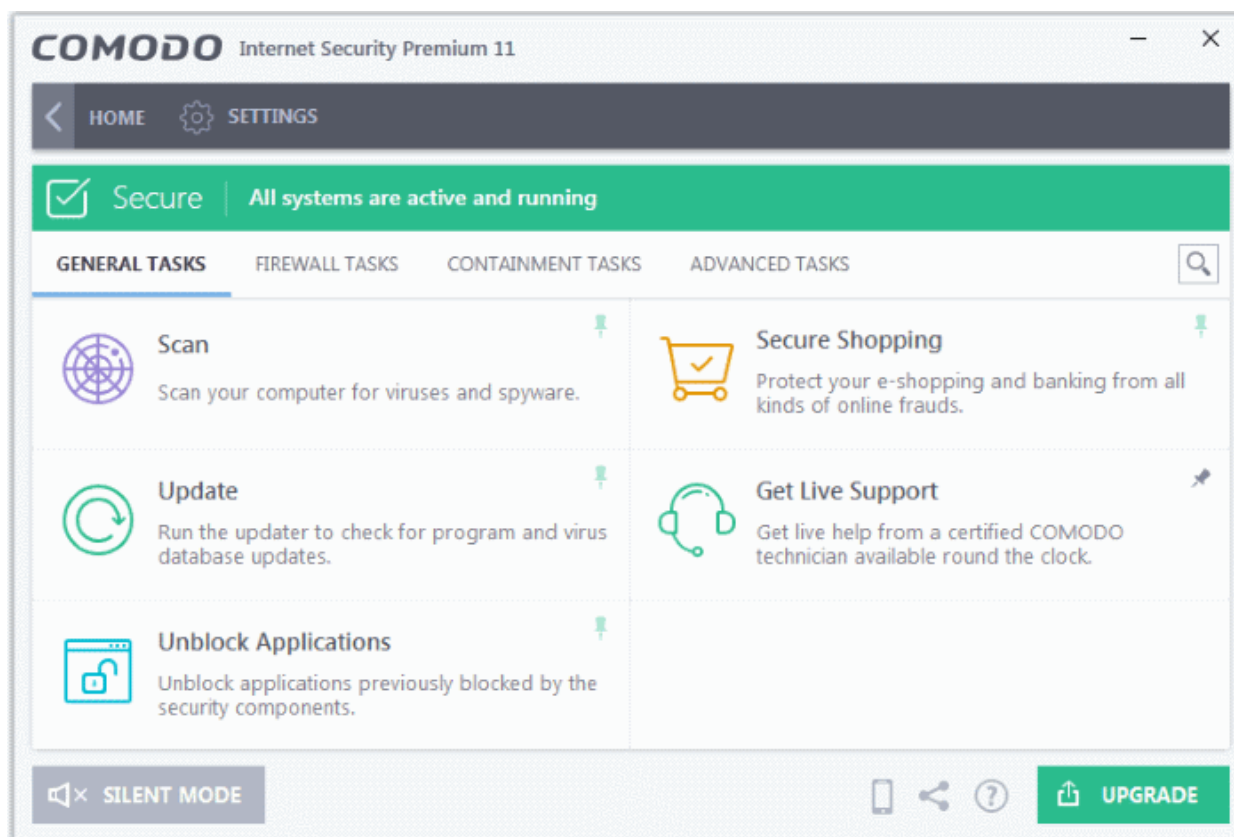 COMODO Internet Security Premium 11
HOME SETTINGS
Secure All systems are active and running
GENERAL TASKS FIREWALL TASKS CONTAINMENT TASKS ADVANCED TASKS
Scan
Scan your computer for viruses and spyware.
Secure Shopping
Protect your e-shopping and banking from all
kinds of online frauds.
Update
Run the updater to check for program and virus
database updates.
Get Live Support
Get live help from a certified COMODO
technician available round the clock.
Unblock Applications
Unblock applications previously blocked by the
security components.
SILENT MODE
UPGRADE